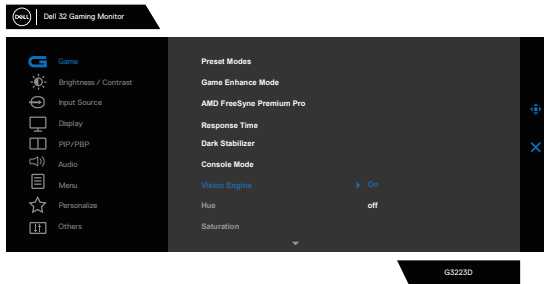 DELL Dell 32 Gaming Monitor
Game
Brightness / Contrast
Input Source
Display
PIP/PBP
Audio
Menu
Personalize
Others
Preset Modes
Game Enhance Mode
AMD FreeSync Premium Pro
Response Time
Dark Stabilizer
Console Mode
Vision Engine On
Hue off
Saturation
G3223D